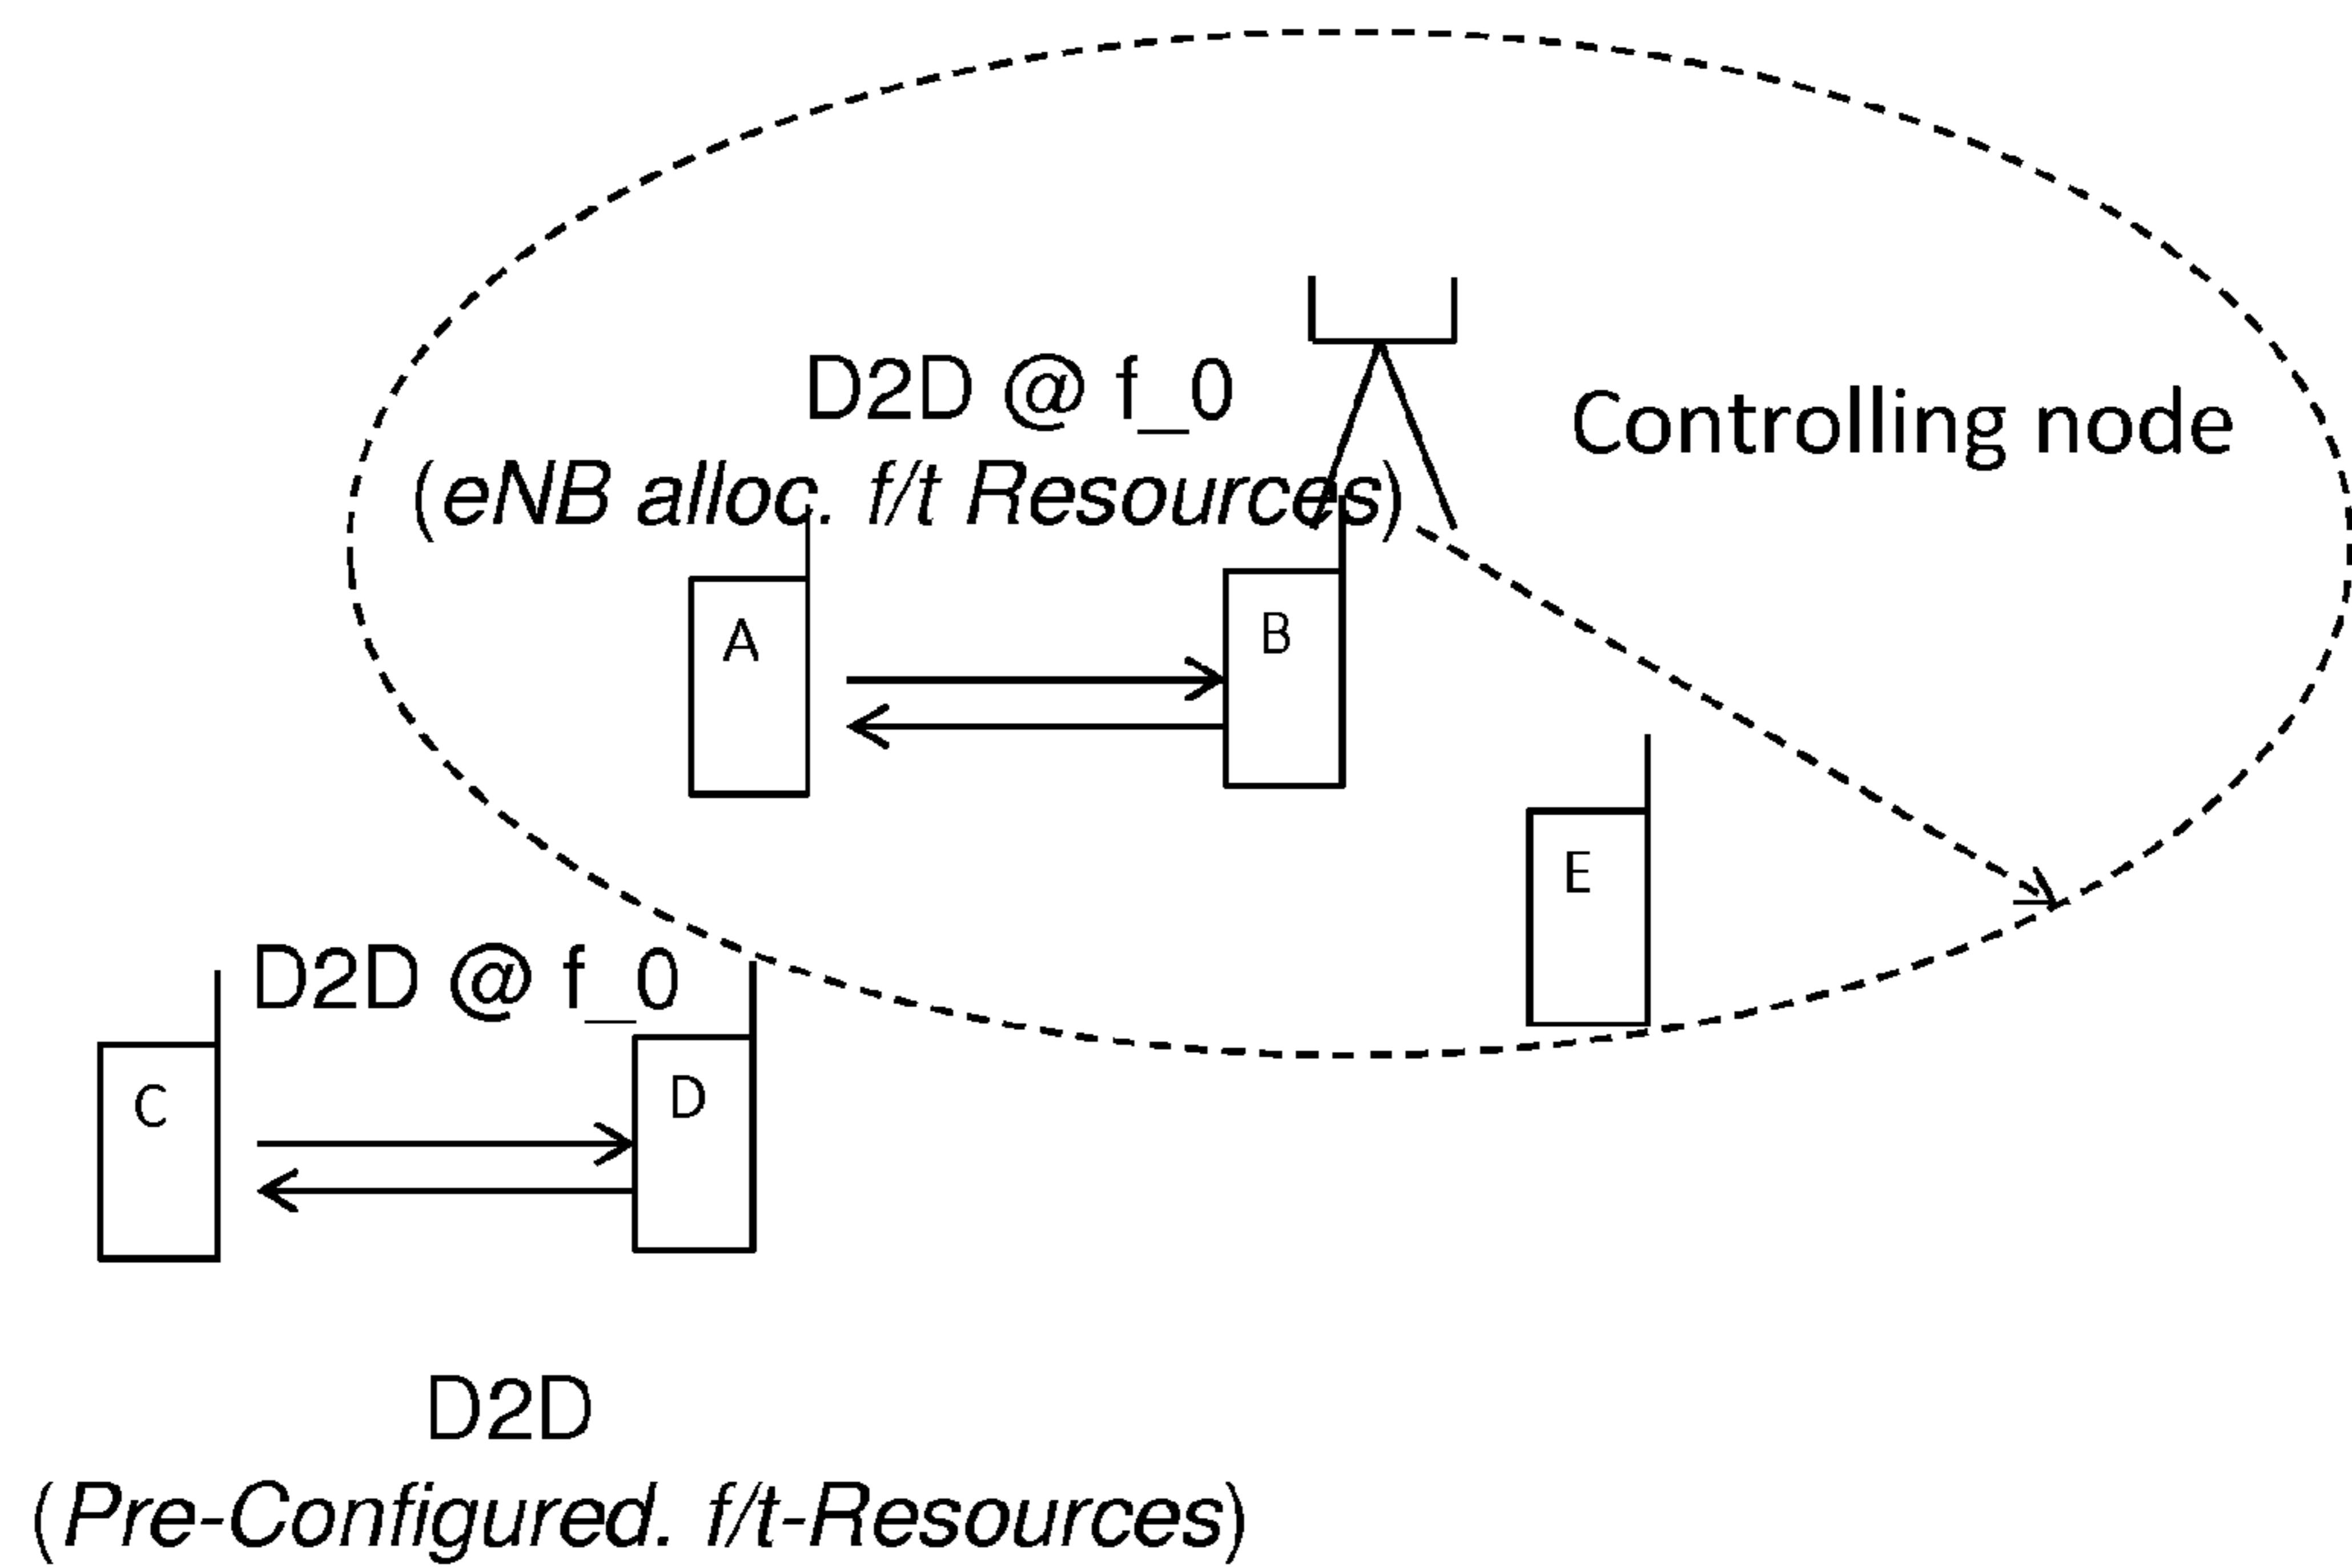 D2D @ f_0
Controlling node
(eNB alloc. f/t Resources)
A
B
E
D2D @ f_0
C
D
D2D
(Pre-Configured. f/t-Resources)